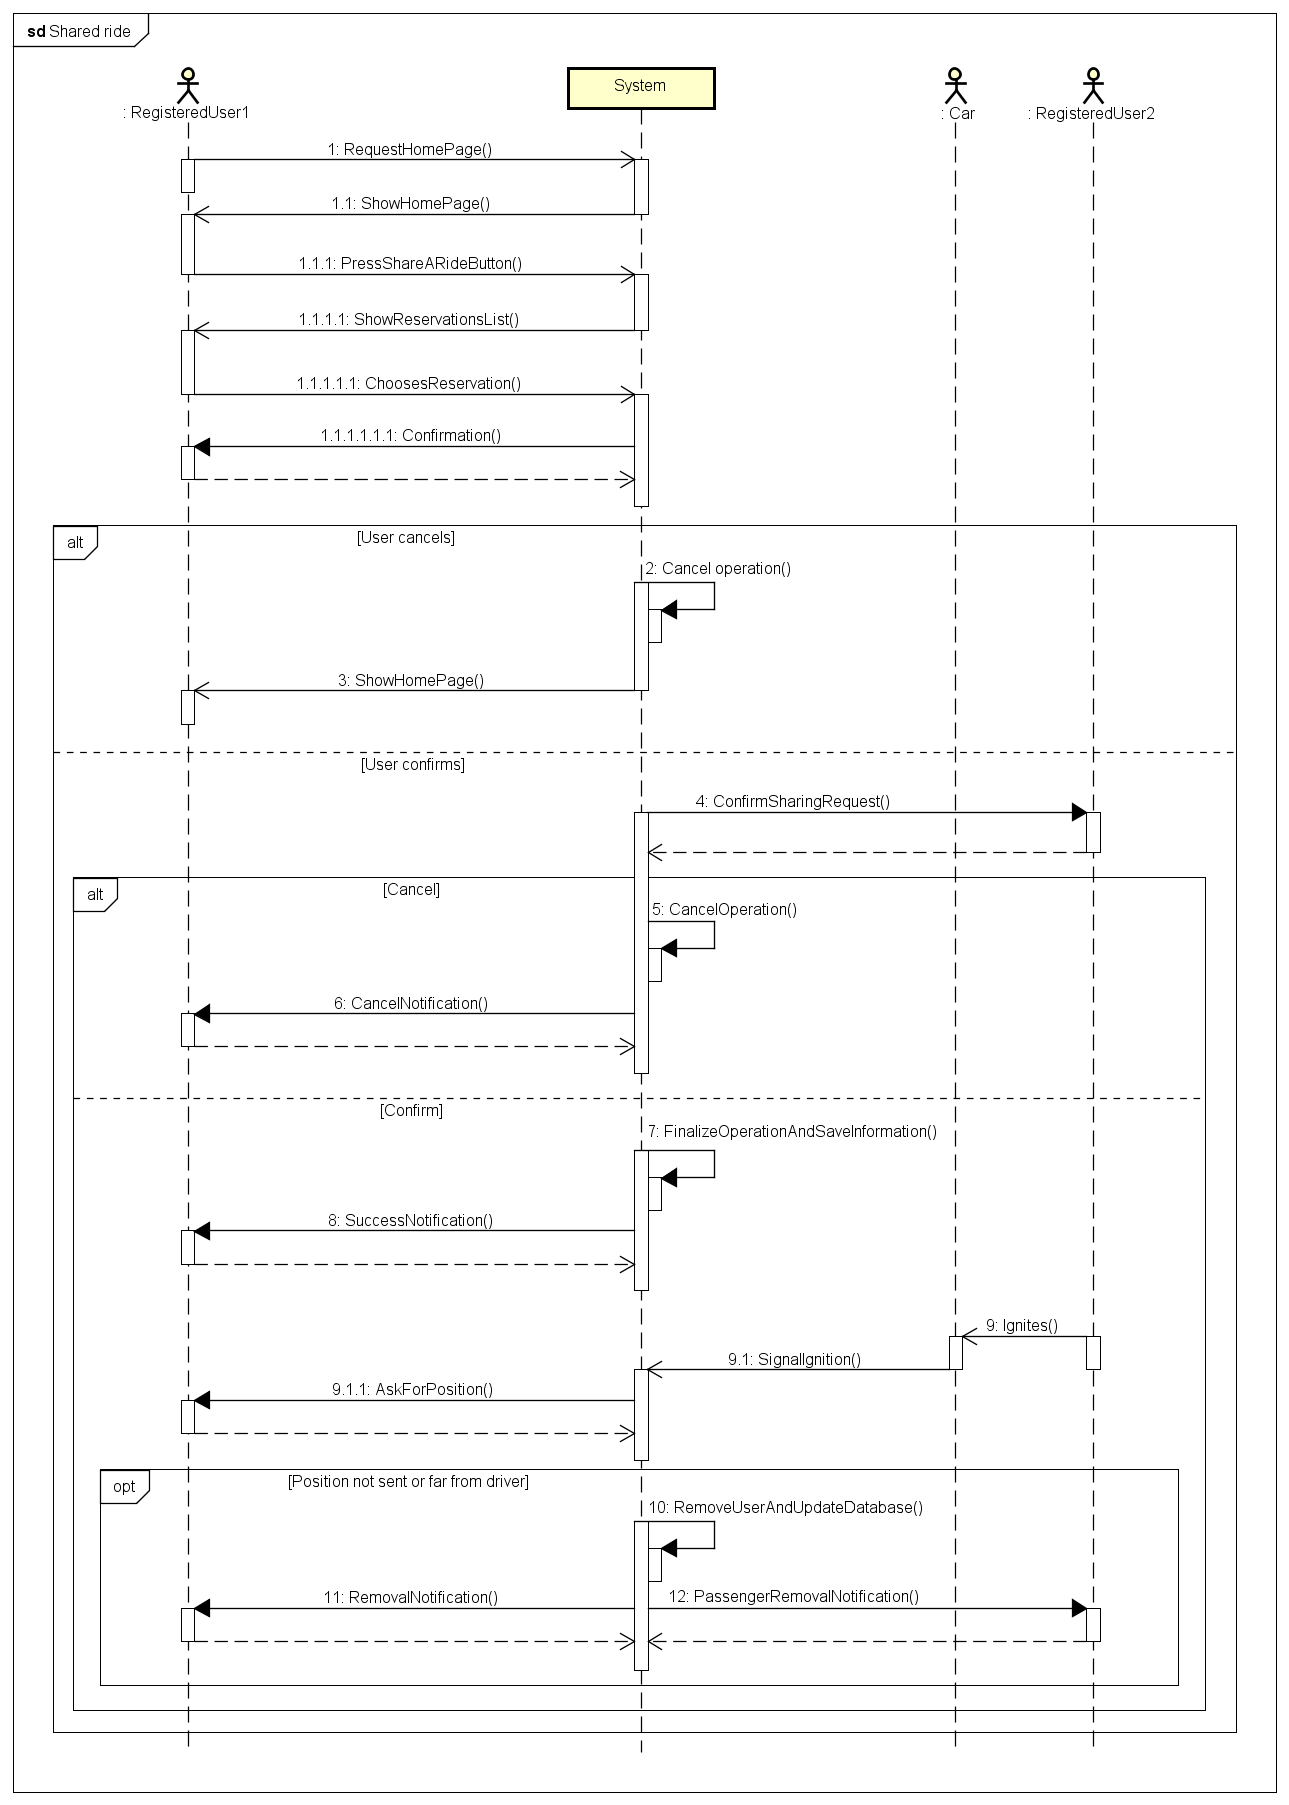 sd Shared ride
: RegisteredUser1
System
: Car
: RegisteredUser2
1: RequestHomePage()
1.1: ShowHomePage()
1.1.1: PressShareARideButton()
1.1.1.1: ShowReservationsList()
1.1.1.1.1: ChoosesReservation()
1.1.1.1.1.1: Confirmation()
alt
[User cancels]
2: Cancel operation()
3: ShowHomePage()
[User confirms]
4: ConfirmSharingRequest()
alt
[Cancel]
5: CancelOperation()
6: CancelNotification()
[Confirm]
7: FinalizeOperationAndSaveInformation()
8: SuccessNotification()
9: Ignites()
9.1: SignalIgnition()
9.1.1: AskForPosition()
opt
[Position not sent or far from driver]
10: RemoveUserAndUpdateDatabase()
11: RemovalNotification()
12: PassengerRemovalNotification()